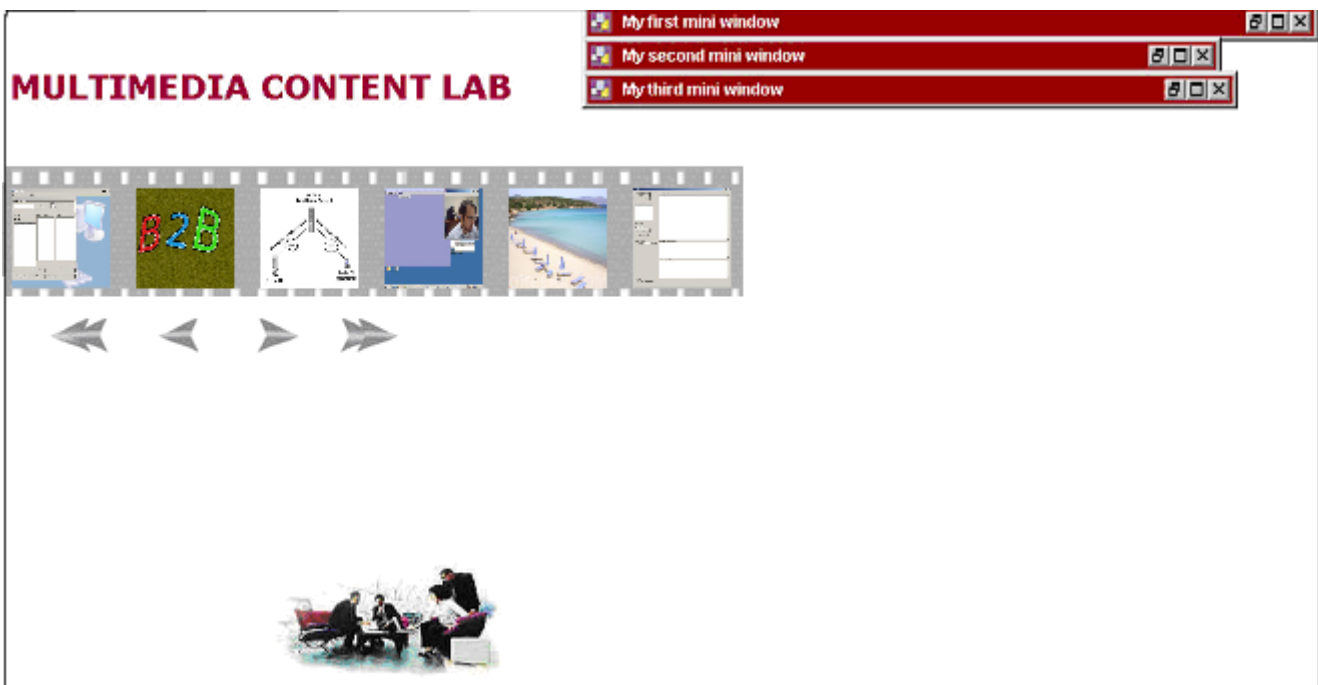 My first mini window
My second mini window
MULTIMEDIA CONTENT LAB
My third mini window
B2B